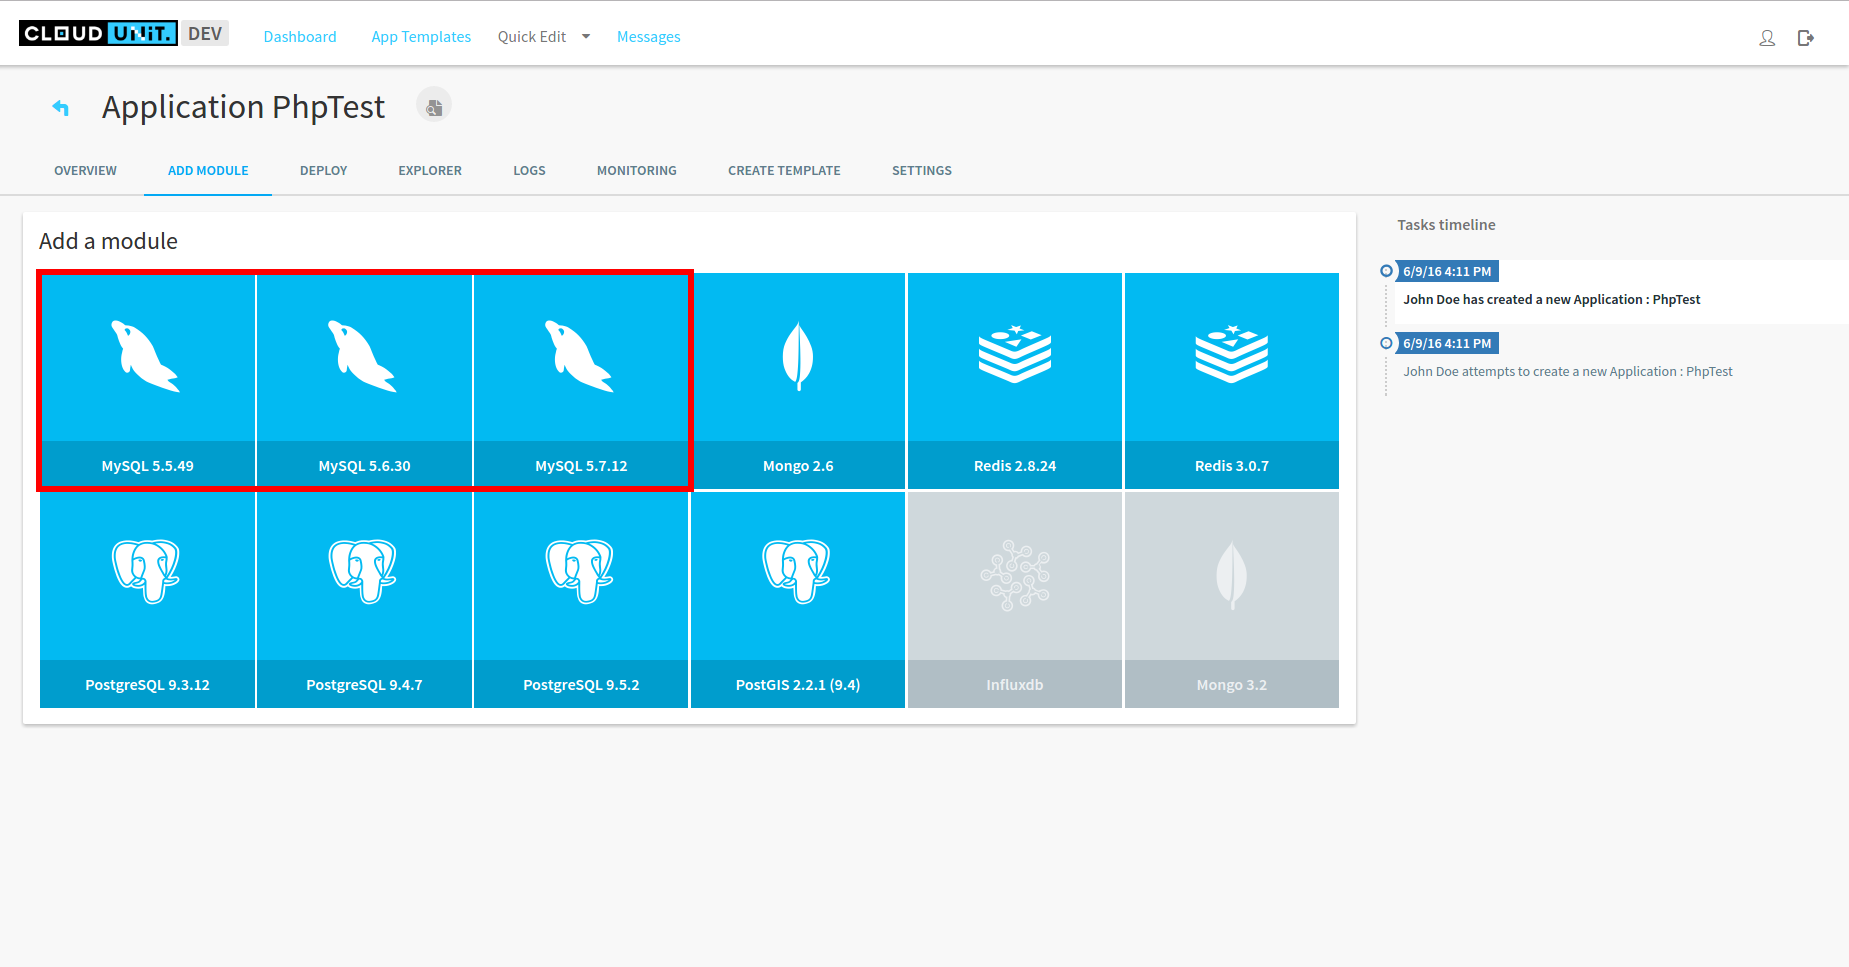 CLOUD UNiT. DEV Dashboard App Templates Quick Edit Messages
Application PhpTest
OVERVIEW ADD MODULE DEPLOY EXPLORER LOGS MONITORING CREATE TEMPLATE SETTINGS
Add a module
MySQL 5.5.49 MySQL 5.6.30 MySQL 5.7.12 Mongo 2.6 Redis 2.8.24 Redis 3.0.7
PostgreSQL 9.3.12 PostgreSQL 9.4.7 PostgreSQL 9.5.2 PostGIS 2.2.1 (9.4) Influxdb Mongo 3.2
Tasks timeline
6/9/16 4:11 PM
John Doe has created a new Application : PhpTest
6/9/16 4:11 PM
John Doe attempts to create a new Application : PhpTest